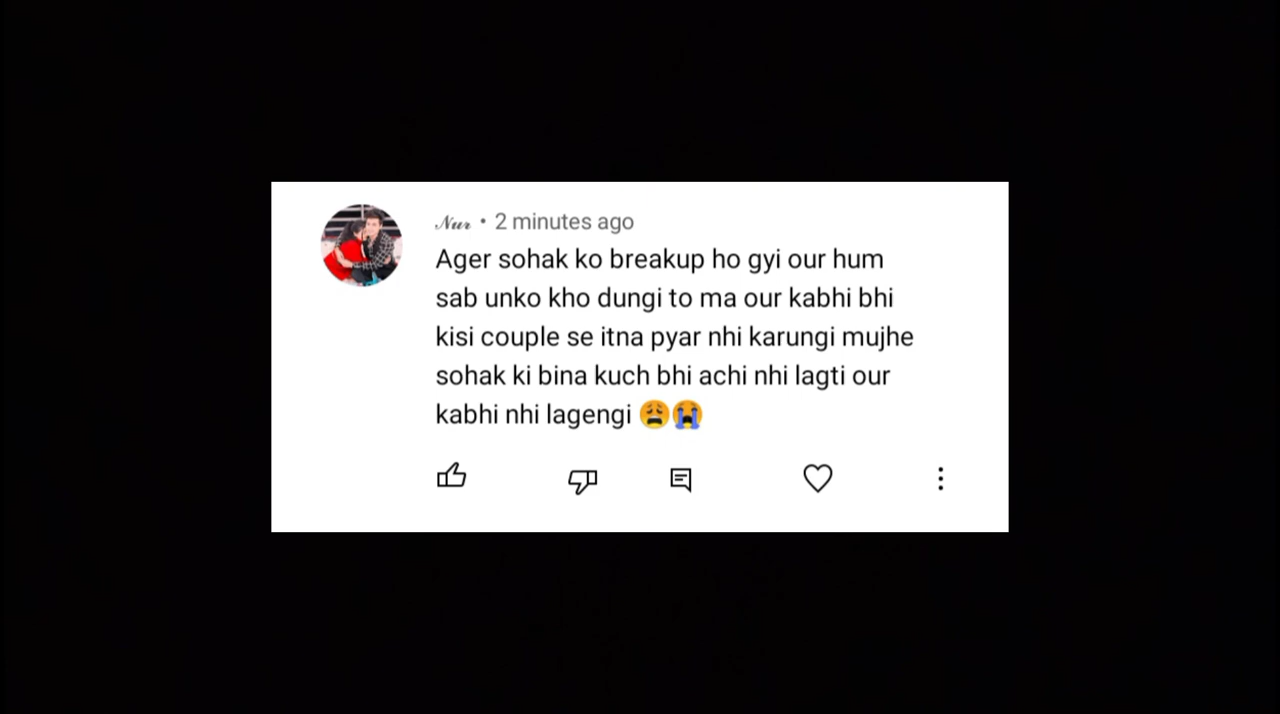 𝒩𝓊𝓇 • 2 minutes ago
Ager sohak ko breakup ho gyi our hum
sab unko kho dungi to ma our kabhi bhi
kisi couple se itna pyar nhi karungi mujhe
sohak ki bina kuch bhi achi nhi lagti our
kabhi nhi lagengi 😩😭